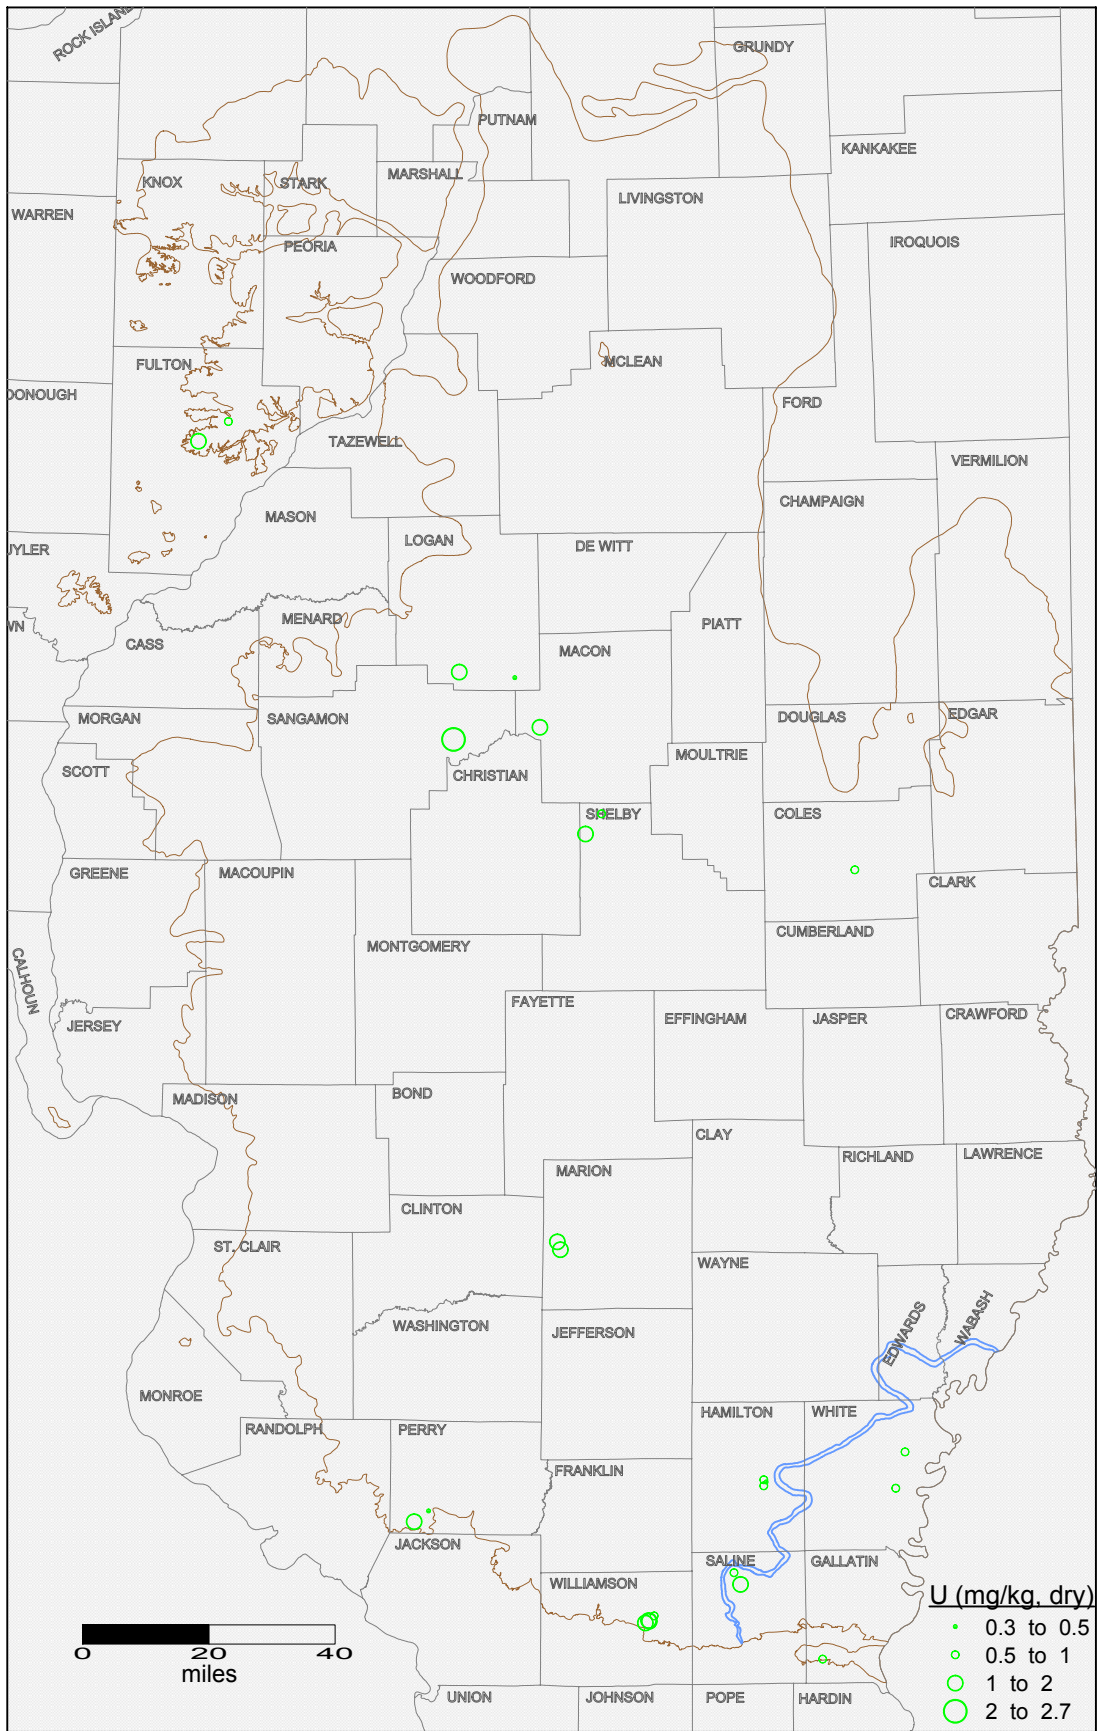 ROCK ISLAND
GRUNDY
PUTNAM
KANKAKEE
KNOX
STARK
MARSHALL
LIVINGSTON
WARREN
IROQUOIS
PEORIA
WOODFORD
FULTON
MCLEAN
DONOUGH
FORD
TAZEWELL
VERMILION
CHAMPAIGN
MASON
LOGAN
DE WITT
UYLER
MENARD
PIATT
WN
CASS
MACON
MORGAN
SANGAMON
DOUGLAS
EDGAR
MOULTRIE
SCOTT
CHRISTIAN
SHELBY
COLES
GREENE
MACOUPIN
CLARK
CUMBERLAND
MONTGOMERY
CALHOUN
FAYETTE
JERSEY
EFFINGHAM
JASPER
CRAWFORD
MADISON
BOND
CLAY
RICHLAND
LAWRENCE
MARION
CLINTON
ST. CLAIR
WAYNE
EDWARDS
WABASH
WASHINGTON
JEFFERSON
MONROE
HAMILTON
WHITE
RANDOLPH
PERRY
FRANKLIN
JACKSON
SALINE
GALLATIN
WILLIAMSON
UNION
JOHNSON
POPE
HARDIN
0 20 40
miles
U (mg/kg, dry)
0.3 to 0.5
0.5 to 1
1 to 2
2 to 2.7